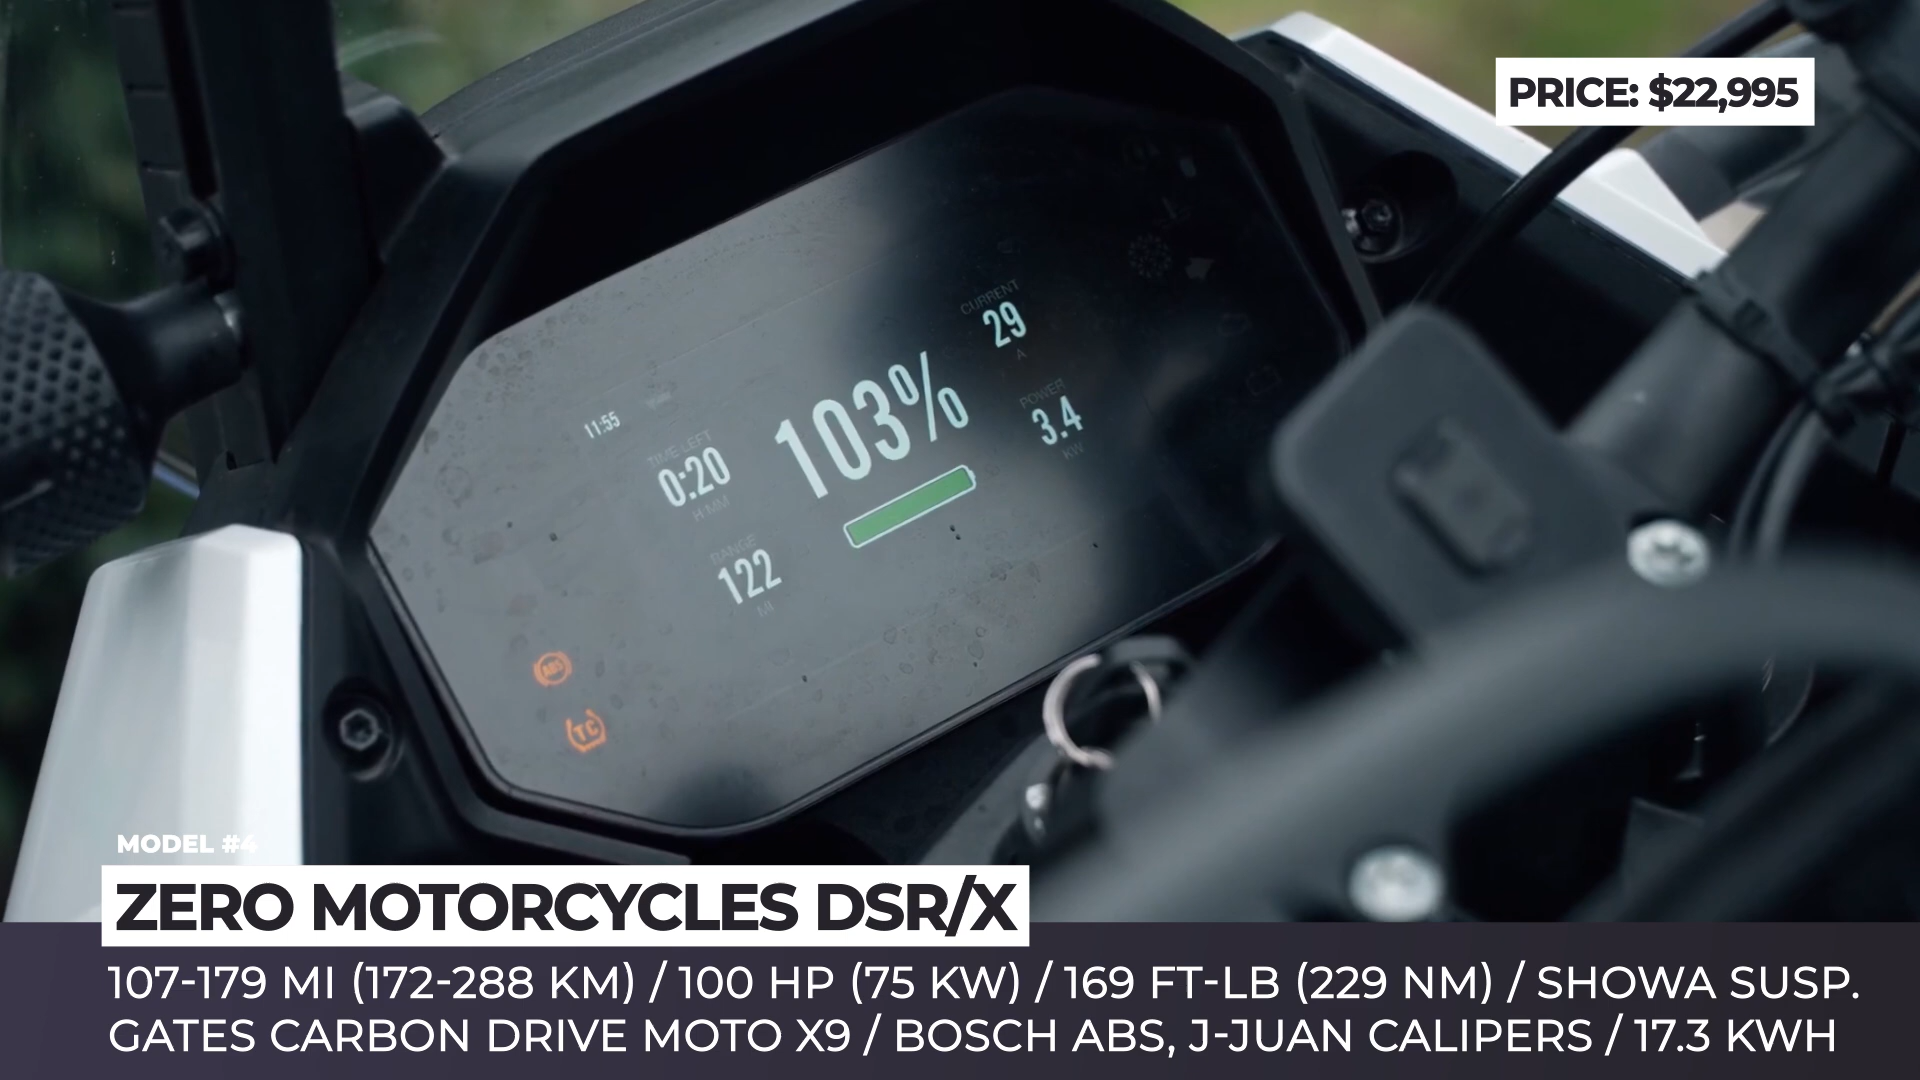 PRICE: $22,995
CURRENT
29
A
11:55
TIME LEFT
0:20
H:MM
103%
POWER
3.4
KW
RANGE
122
MI
ABS
TC
MODEL #4
ZERO MOTORCYCLES DSR/X
107-179 MI (172-288 KM) / 100 HP (75 KW) / 169 FT-LB (229 NM) / SHOWA SUSP.
GATES CARBON DRIVE MOTO X9 / BOSCH ABS, J-JUAN CALIPERS / 17.3 KWH